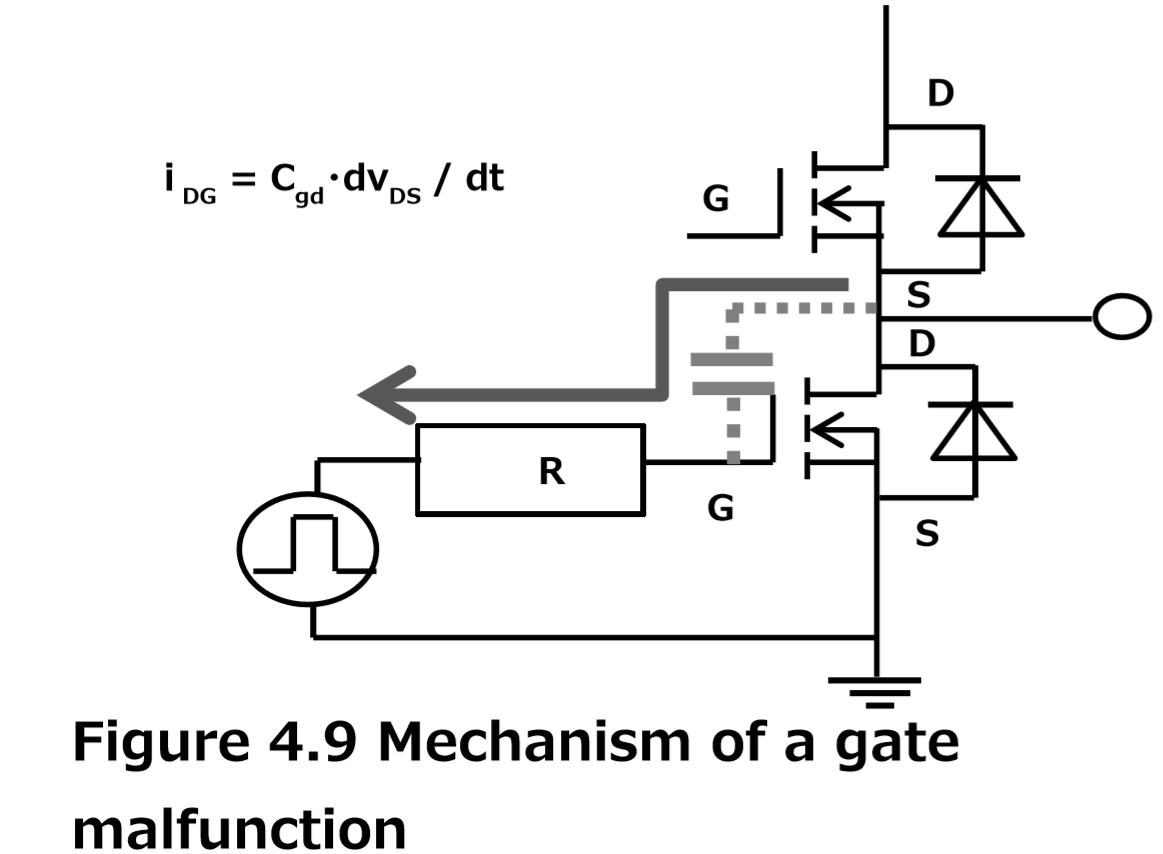 D
i DG = Cgd·dvDS / dt
G
S
D
R
G
S
Figure 4.9 Mechanism of a gate
malfunction